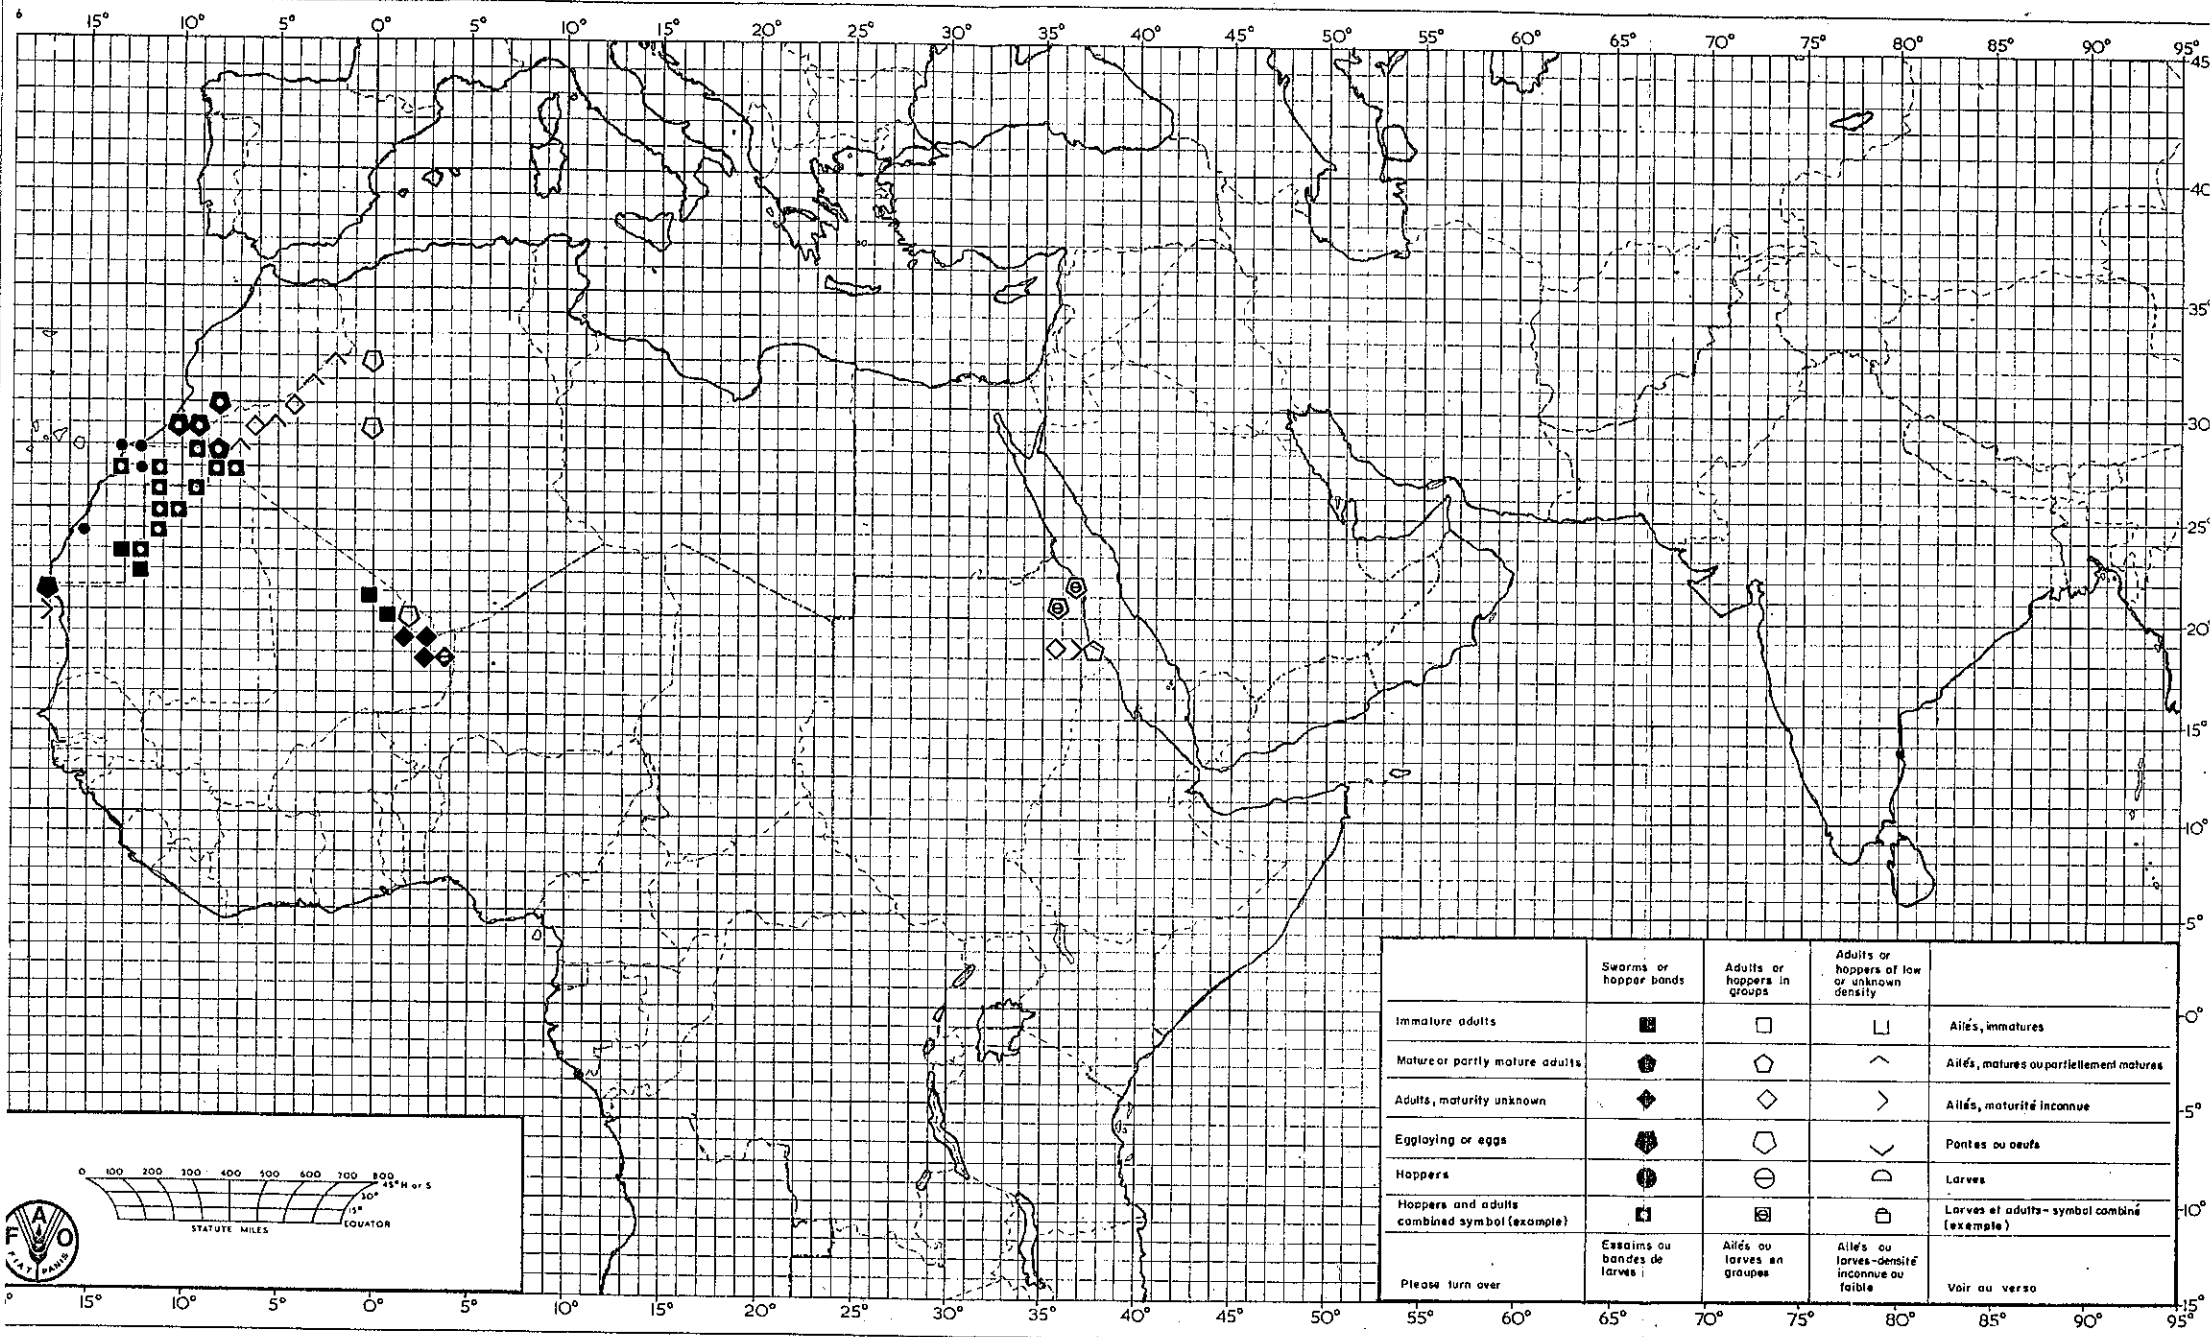 6 15° 10° 5° 0° 5° 10° 15° 20° 25° 30° 35° 40° 45° 50° 55° 60° 65° 70° 75° 80° 85° 90° 95°
45
40
35°
30
25°
20°
15°
10°
5°
0°
5°
10°
15°
Swarms or hopper bands
Adults or hoppers in groups
Adults or hoppers of low or unknown density
Immature adults
Ailés, immatures
Mature or partly mature adults
Ailés, matures ou partiellement matures
Adults, maturity unknown
Ailés, maturité inconnue
Egglaying or eggs
Pontes ou oeufs
Hoppers
Larves
Hoppers and adults
combined symbol (example)
Larves et adults-symbol combiné
(exemple)
Essaims ou bandes de larves
Ailés ou larves en groupes
Ailés ou larves-densité inconnue ou faible
Please turn over
Voir au verso
0 100 200 300 400 500 600 700 800
45° N or S
30°
15°
EQUATOR
STATUTE MILES
F A O
FIAT PANIS
15° 10° 5° 0° 5° 10° 15° 20° 25° 30° 35° 40° 45° 50° 55° 60° 65° 70° 75° 80° 85° 90° 95°